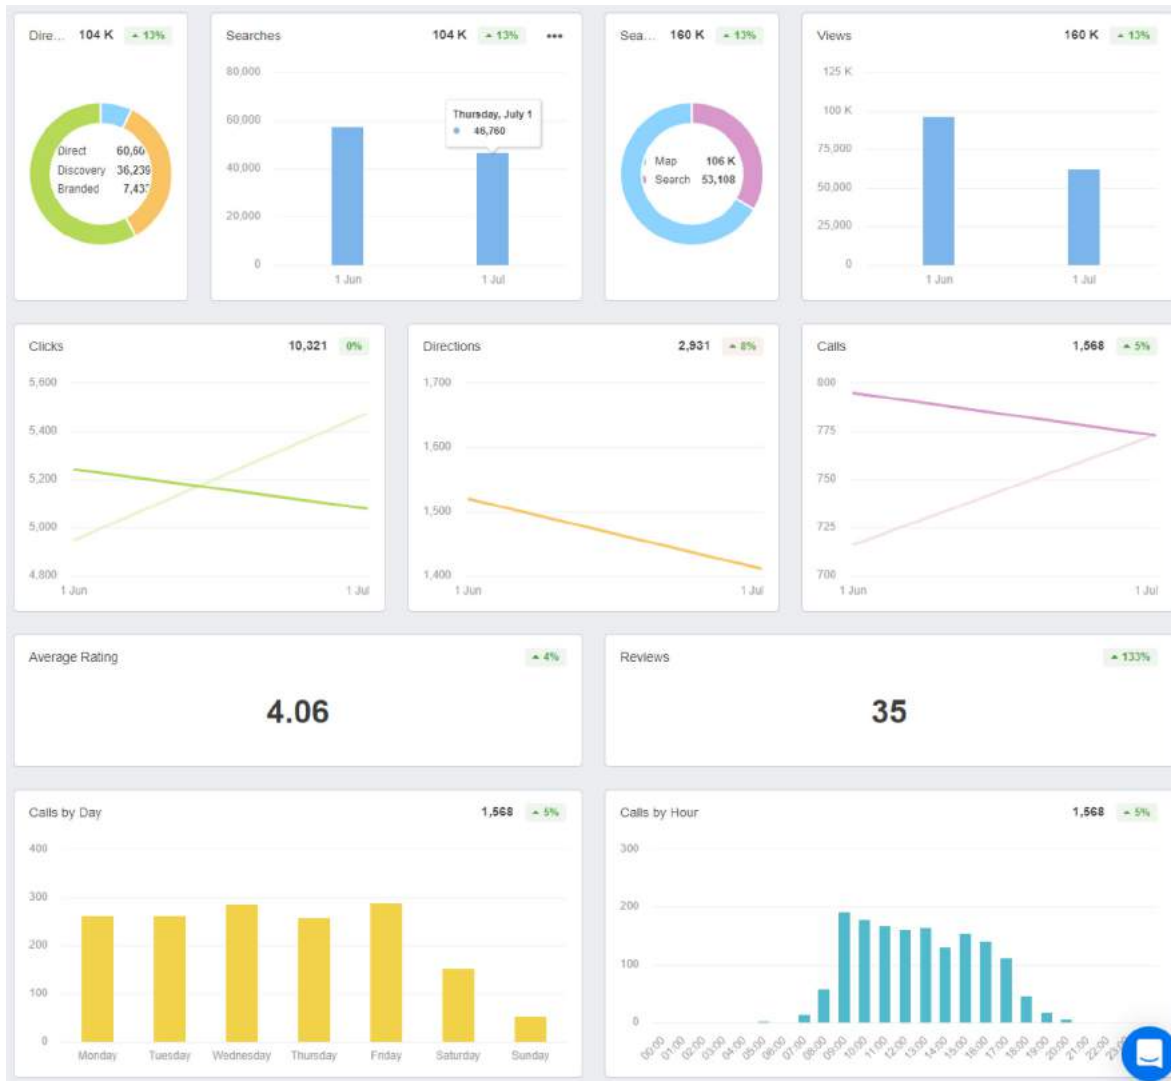 Dire... 104 K 13%
Searches 104 K 13% •••
Sea... 160 K 13%
Views 160 K 13%
Direct 60,60
Discovery 36,239
Branded 7,433
80,000
60,000
40,000
20,000
0
Thursday, July 1
46,760
1 Jun 1 Jul
Map 106 K
Search 53,108
125 K
100 K
75,000
50,000
25,000
0
1 Jun 1 Jul
Clicks 10,321 0%
5,600
5,400
5,200
5,000
4,800
1 Jun 1 Jul
Directions 2,931 8%
1,700
1,600
1,500
1,400
1 Jun 1 Jul
Calls 1,568 5%
800
775
750
725
700
1 Jun 1 Jul
Average Rating 4%
4.06
Reviews 133%
35
Calls by Day 1,568 5%
400
300
200
100
0
Monday Tuesday Wednesday Thursday Friday Saturday Sunday
Calls by Hour 1,568 5%
300
200
100
0
00:00 01:00 02:00 03:00 04:00 05:00 06:00 07:00 08:00 09:00 10:00 11:00 12:00 13:00 14:00 15:00 16:00 17:00 18:00 19:00 20:00 21:00 22:00